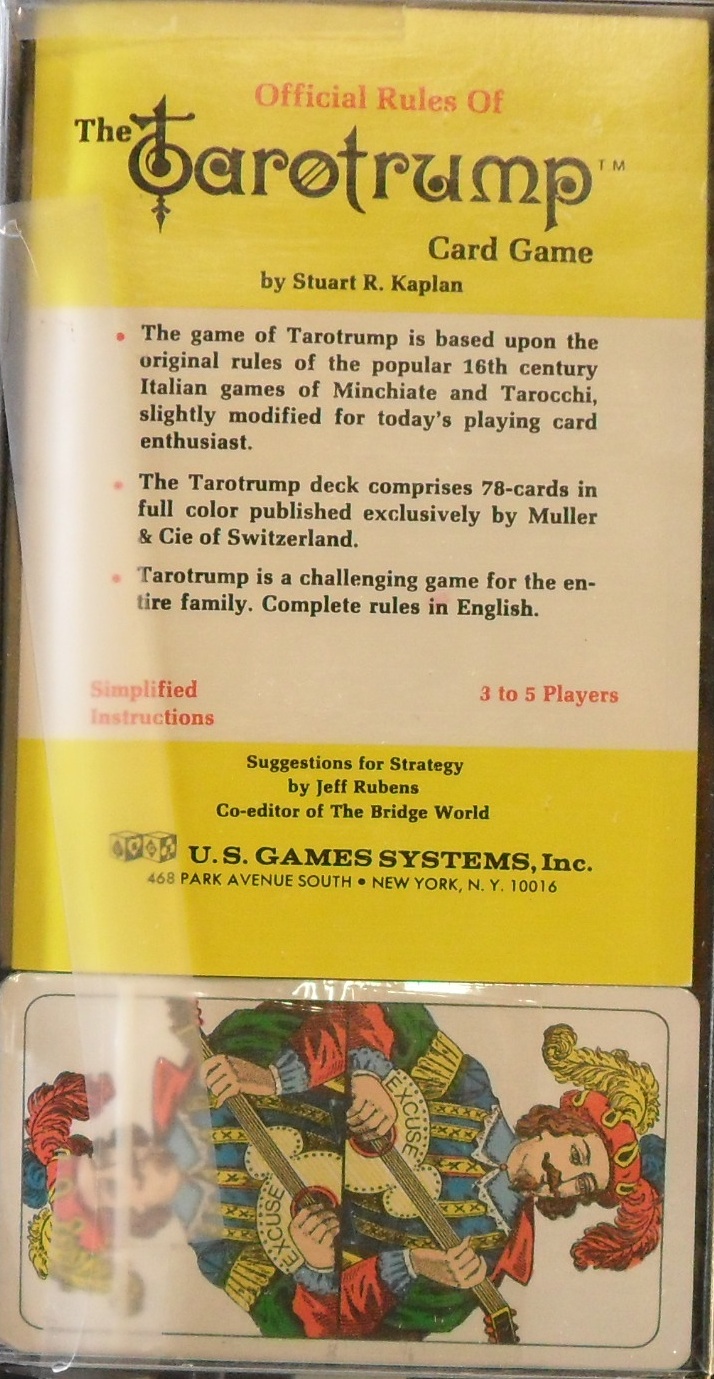 Official Rules Of
The Tarotrump™
Card Game
by Stuart R. Kaplan
• The game of Tarotrump is based upon the
original rules of the popular 16th century
Italian games of Minchiate and Tarocchi,
slightly modified for today's playing card
enthusiast.
• The Tarotrump deck comprises 78-cards in
full color published exclusively by Muller
& Cie of Switzerland.
• Tarotrump is a challenging game for the en-
tire family. Complete rules in English.
Simplified
Instructions
3 to 5 Players
Suggestions for Strategy
by Jeff Rubens
Co-editor of The Bridge World
U.S. GAMES SYSTEMS, Inc.
468 PARK AVENUE SOUTH • NEW YORK, N. Y. 10016
EXCUSE
EXCUSE